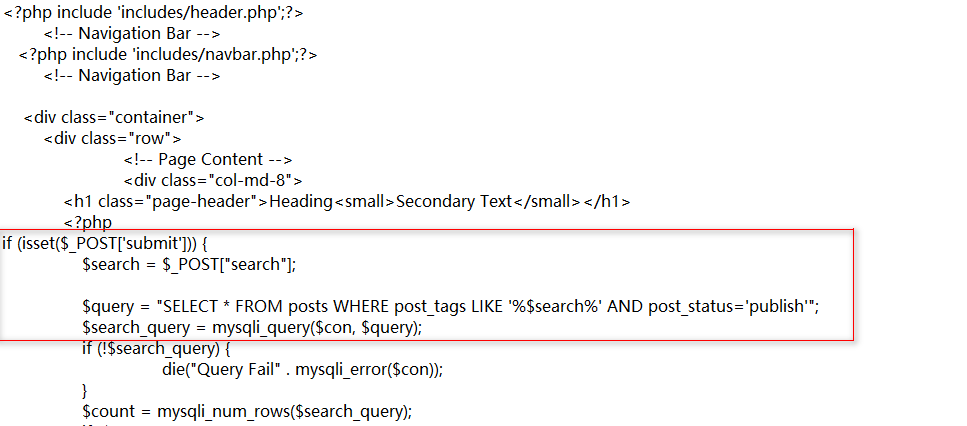 <?php include 'includes/header.php';?>
<!-- Navigation Bar -->
<?php include 'includes/navbar.php';?>
<!-- Navigation Bar -->
<div class="container">
<div class="row">
<!-- Page Content -->
<div class="col-md-8">
<h1 class="page-header">Heading<small>Secondary Text</small></h1>
<?php
if (isset($_POST['submit'])) {
$search = $_POST["search"];
$query = "SELECT * FROM posts WHERE post_tags LIKE '%$search%' AND post_status='publish'";
$search_query = mysqli_query($con, $query);
if (!$search_query) {
die("Query Fail" . mysqli_error($con));
}
$count = mysqli_num_rows($search_query);